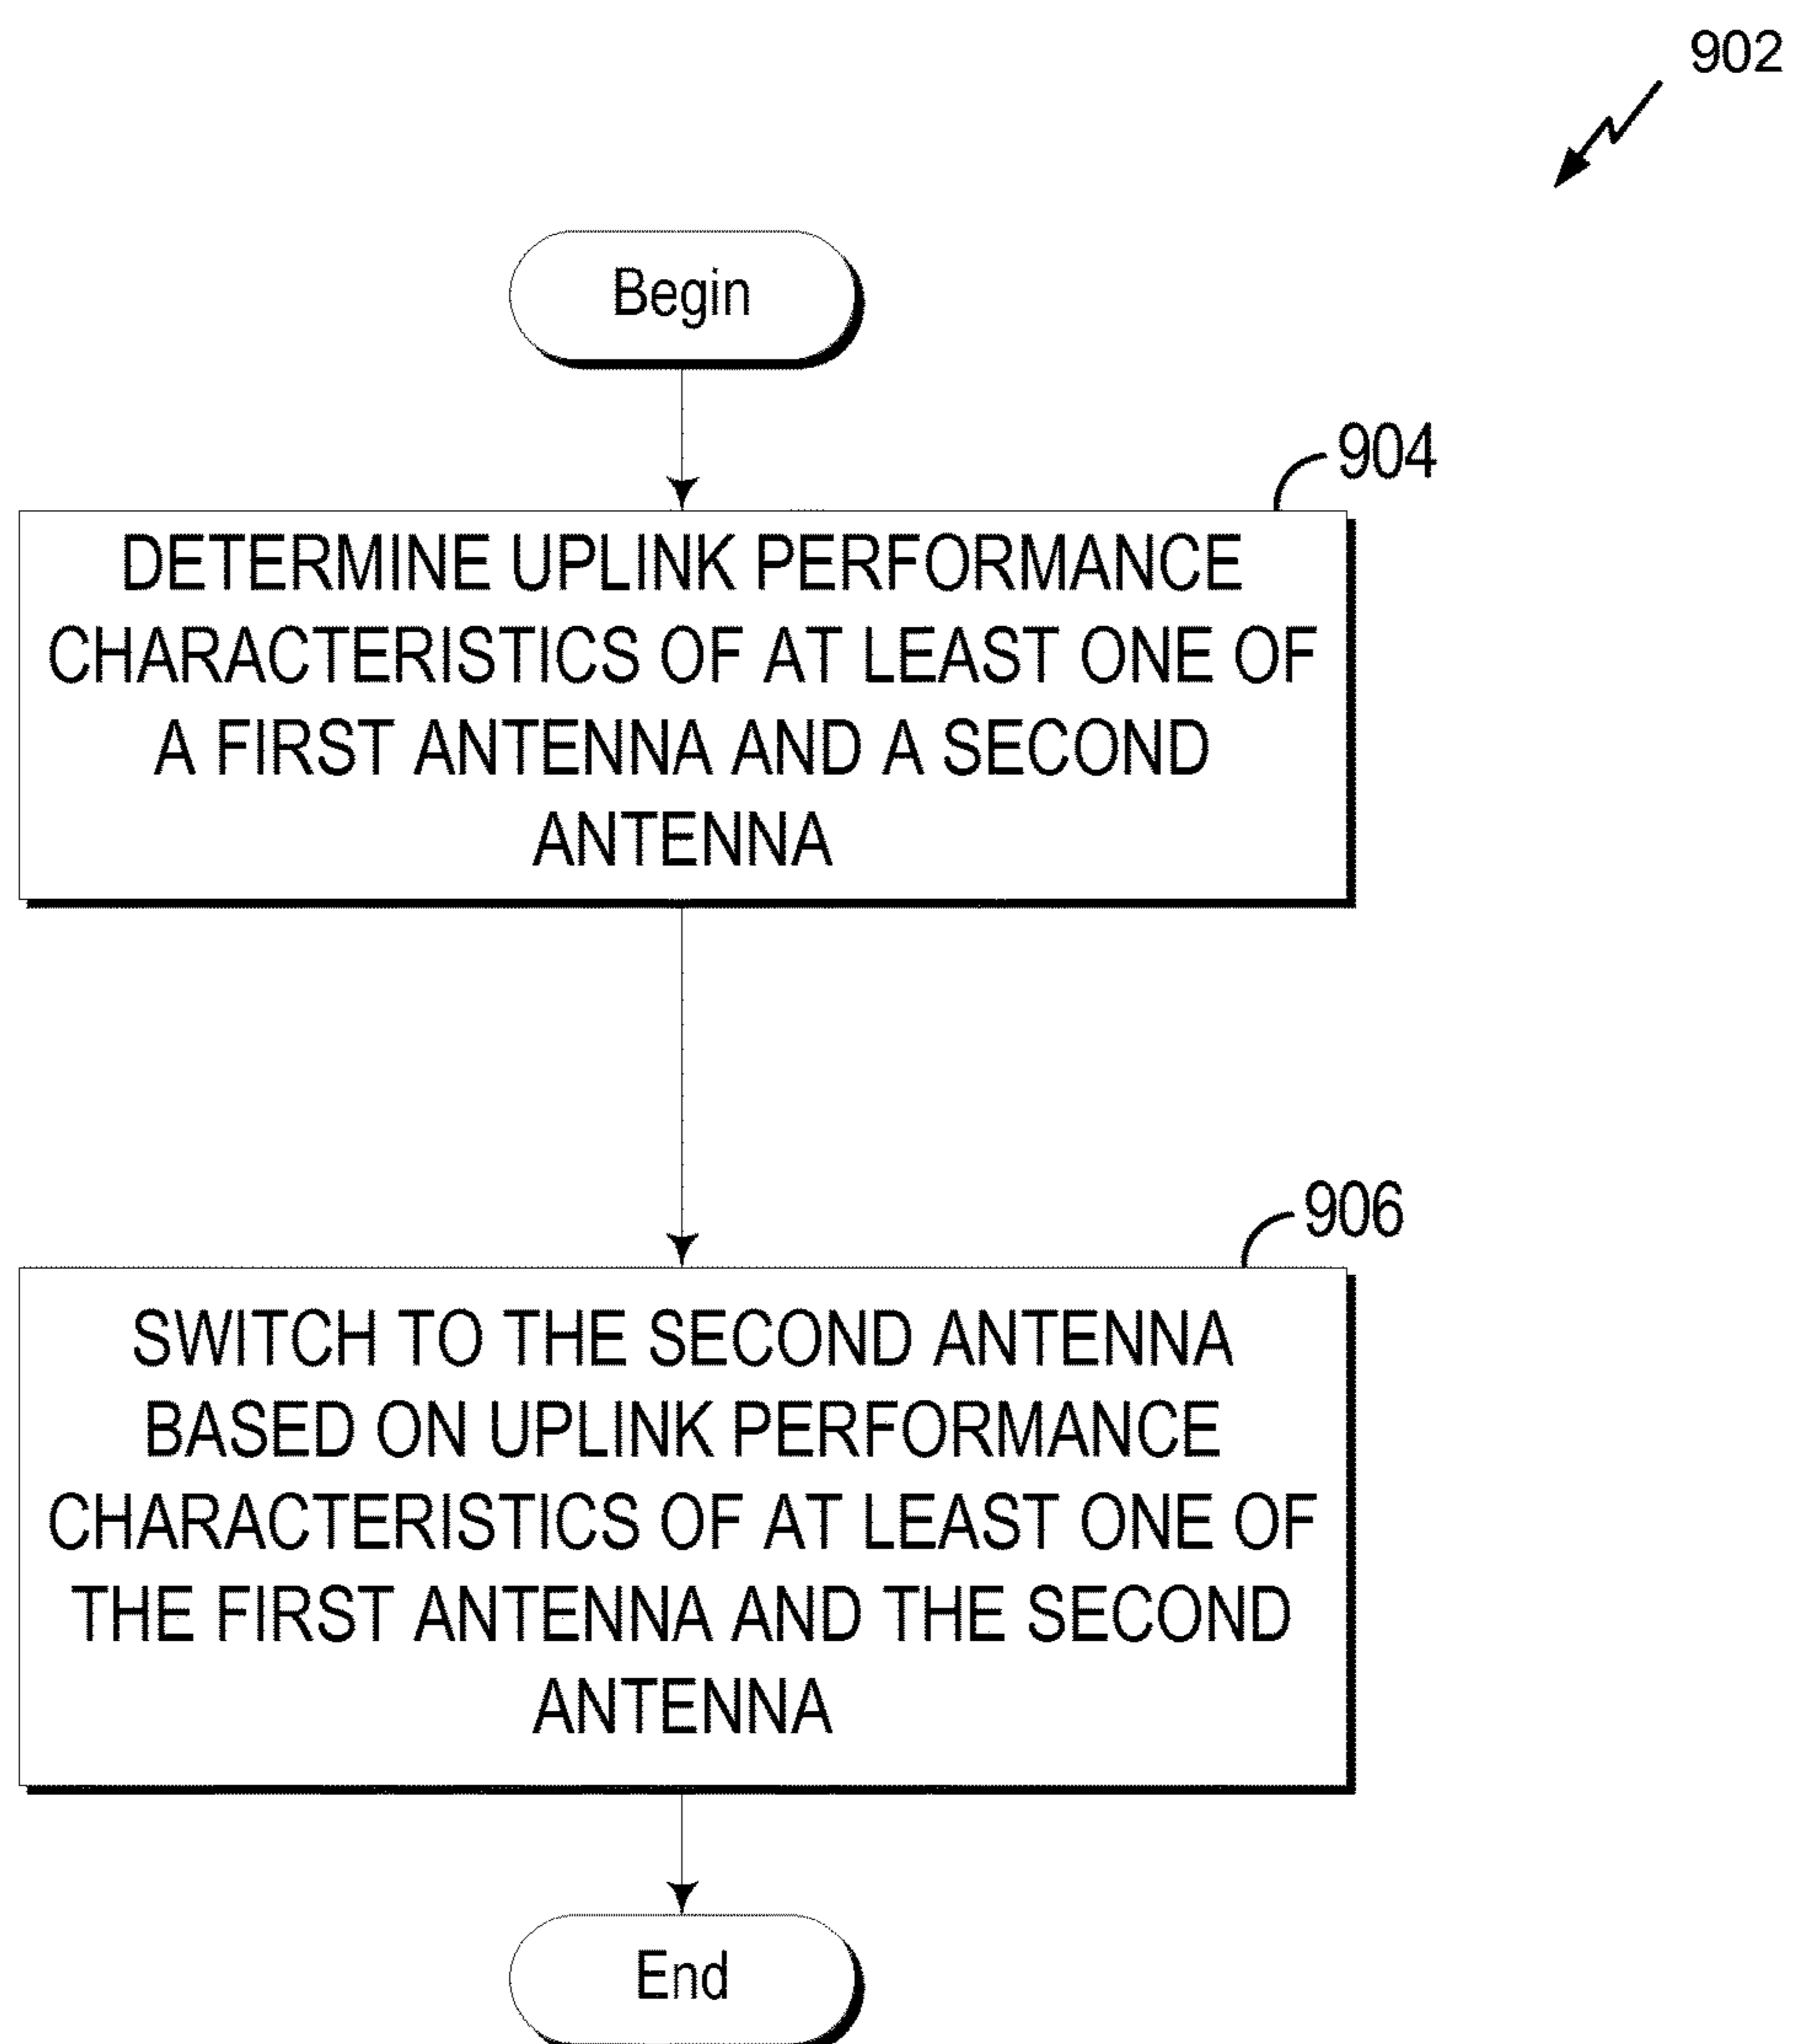 902
Begin
904
DETERMINE UPLINK PERFORMANCE
CHARACTERISTICS OF AT LEAST ONE OF
A FIRST ANTENNA AND A SECOND
ANTENNA
906
SWITCH TO THE SECOND ANTENNA
BASED ON UPLINK PERFORMANCE
CHARACTERISTICS OF AT LEAST ONE OF
THE FIRST ANTENNA AND THE SECOND
ANTENNA
End